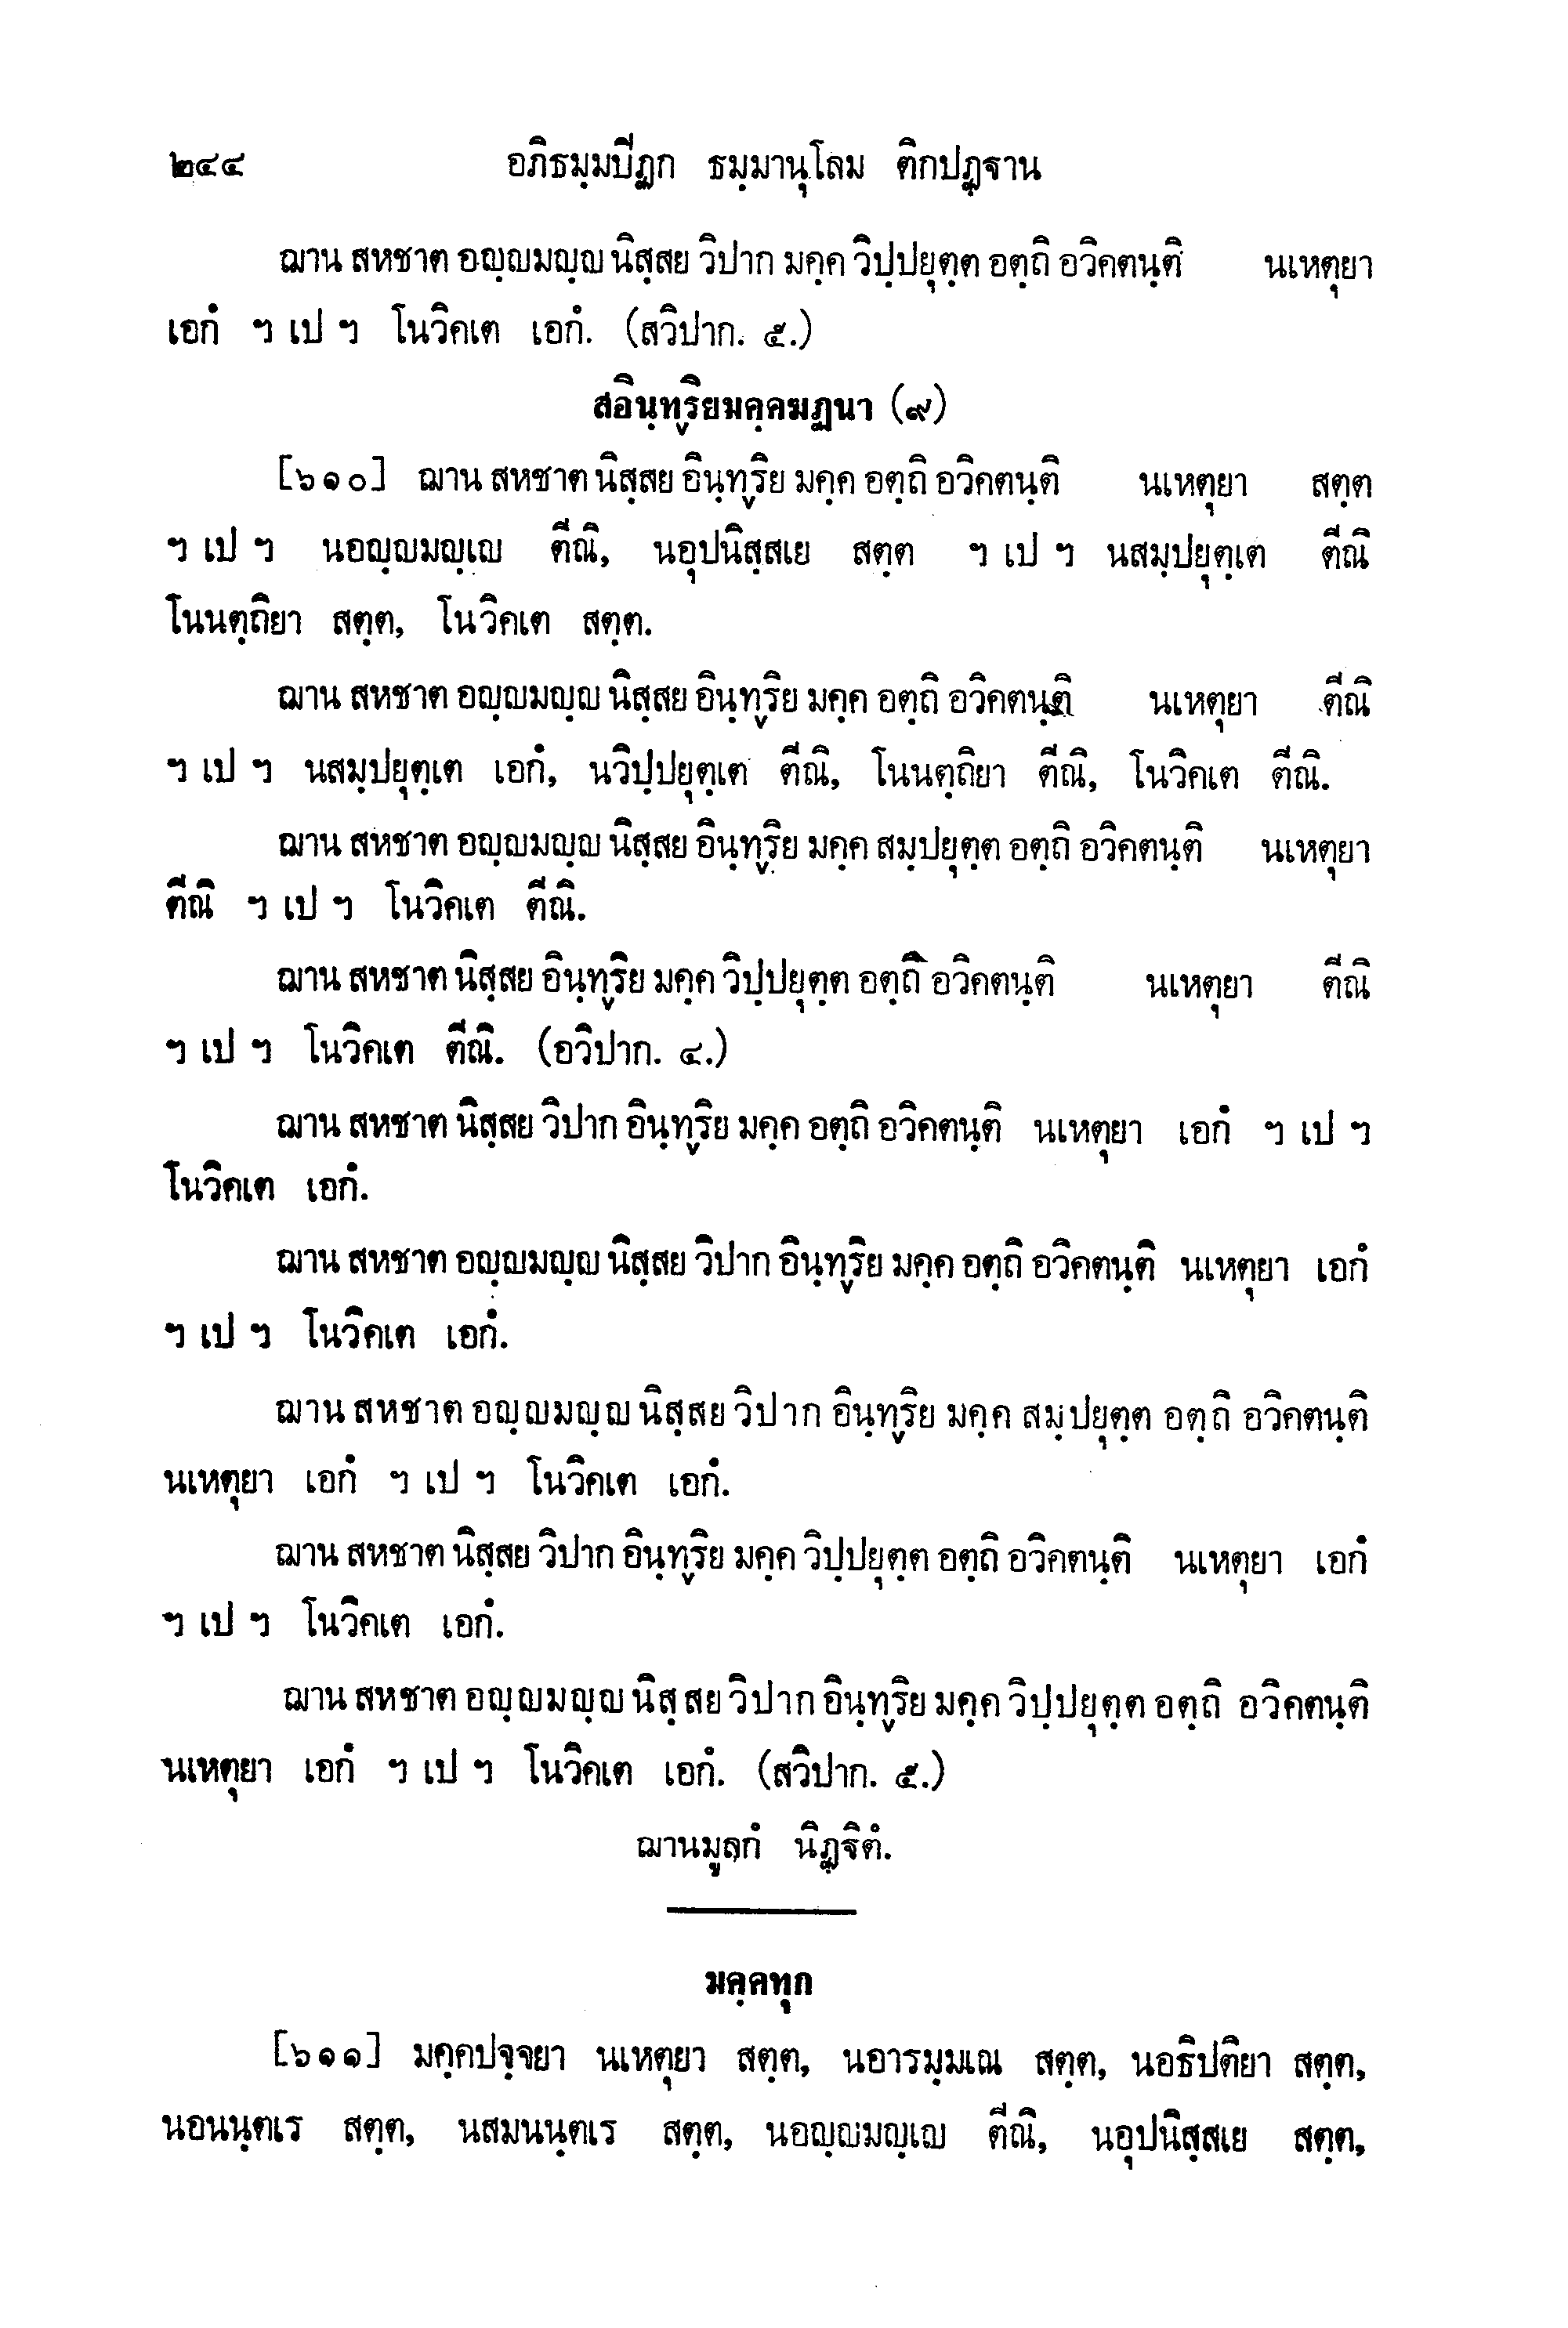 ๒๔๔ อภิธมฺมปีฏก ธมฺมานุโลม ติกปฏฺฐาน
ฌาน สหชาต อญฺญมญฺญ นิสฺสย วิปาก มคฺค วิปฺปยุตฺต อตฺถิ อวิคตนฺติ นเหตุยา
เอกํ ฯ เป ฯ โนวิคเต เอกํ. (สวิปาก. ๕.)
สอินฺทฺริยมคฺคฆฏนา (๙)
[๖๑๐] ฌาน สหชาต นิสฺสย อินฺทฺริย มคฺค อตฺถิ อวิคตนฺติ นเหตุยา สตฺต
ฯ เป ฯ นอญฺญมญฺเญ ตีณิ, นอุปนิสฺสเย สตฺต ฯ เป ฯ นสมฺปยุตฺเต ตีณิ
โนนตฺถิยา สตฺต, โนวิคเต สตฺต.
ฌาน สหชาต อญฺญมญฺญ นิสฺสย อินฺทฺริย มคฺค อตฺถิ อวิคตนฺติ นเหตุยา ตีณิ
ฯ เป ฯ นสมฺปยุตฺเต เอกํ, นวิปฺปยุตฺเต ตีณิ, โนนตฺถิยา ตีณิ, โนวิคเต ตีณิ.
ฌาน สหชาต อญฺญมญฺญ นิสฺสย อินฺทฺริย มคฺค สมฺปยุตฺต อตฺถิ อวิคตนฺติ นเหตุยา
ตีณิ ฯ เป ฯ โนวิคเต ตีณิ.
ฌาน สหชาต นิสฺสย อินฺทฺริย มคฺค วิปฺปยุตฺต อตฺถิ อวิคตนฺติ นเหตุยา ตีณิ
ฯ เป ฯ โนวิคเต ตีณิ. (อวิปาก. ๔.)
ฌาน สหชาต นิสฺสย วิปาก อินฺทฺริย มคฺค อตฺถิ อวิคตนฺติ นเหตุยา เอกํ ฯ เป ฯ
โนวิคเต เอกํ.
ฌาน สหชาต อญฺญมญฺญ นิสฺสย วิปาก อินฺทฺริย มคฺค อตฺถิ อวิคตนฺติ นเหตุยา เอกํ
ฯ เป ฯ โนวิคเต เอกํ.
ฌาน สหชาต อญฺญมญฺญ นิสฺสย วิปาก อินฺทฺริย มคฺค สมฺปยุตฺต อตฺถิ อวิคตนฺติ
นเหตุยา เอกํ ฯ เป ฯ โนวิคเต เอกํ.
ฌาน สหชาต นิสฺสย วิปาก อินฺทฺริย มคฺค วิปฺปยุตฺต อตฺถิ อวิคตนฺติ นเหตุยา เอกํ
ฯ เป ฯ โนวิคเต เอกํ.
ฌาน สหชาต อญฺญมญฺญ นิสฺสย วิปาก อินฺทฺริย มคฺค วิปฺปยุตฺต อตฺถิ อวิคตนฺติ
นเหตุยา เอกํ ฯ เป ฯ โนวิคเต เอกํ. (สวิปาก. ๕.)
ฌานมูลกํ นิฏฺฐิตํ.
มคฺคทุก
[๖๑๑] มคฺคปจฺจยา นเหตุยา สตฺต, นอารมฺมเณ สตฺต, นอธิปติยา สตฺต,
นอนนฺตเร สตฺต, นสมนนฺตเร สตฺต, นอญฺญมญฺเญ ตีณิ, นอุปนิสฺสเย สตฺต,